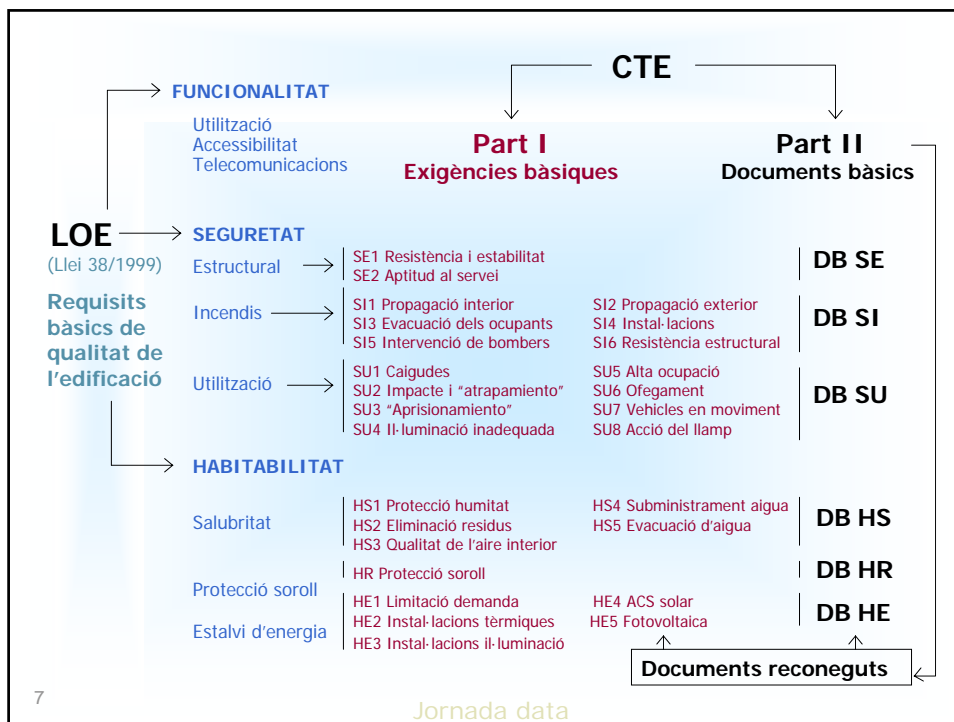 CTE
FUNCIONALITAT
Utilització
Accessibilitat
Telecomunicacions
Part I
Exigències bàsiques
Part II
Documents bàsics
LOE
(Llei 38/1999)
Requisits
bàsics de
qualitat de
l'edificació
SEGURETAT
Estructural
SE1 Resistència i estabilitat
SE2 Aptitud al servei
DB SE
Incendis
SI1 Propagació interior
SI3 Evacuació dels ocupants
SI5 Intervenció de bombers
SI2 Propagació exterior
SI4 Instal·lacions
SI6 Resistència estructural
DB SI
Utilització
SU1 Caigudes
SU2 Impacte i "atrapamiento"
SU3 "Aprisionamiento"
SU4 Il·luminació inadequada
SU5 Alta ocupació
SU6 Ofegament
SU7 Vehicles en moviment
SU8 Acció del llamp
DB SU
HABITABILITAT
Salubritat
HS1 Protecció humitat
HS2 Eliminació residus
HS3 Qualitat de l'aire interior
HS4 Subministrament aigua
HS5 Evacuació d'aigua
DB HS
Protecció soroll
HR Protecció soroll
DB HR
Estalvi d'energia
HE1 Limitació demanda
HE2 Instal·lacions tèrmiques
HE3 Instal·lacions il·luminació
HE4 ACS solar
HE5 Fotovoltaica
DB HE
Documents reconeguts
7
Jornada data